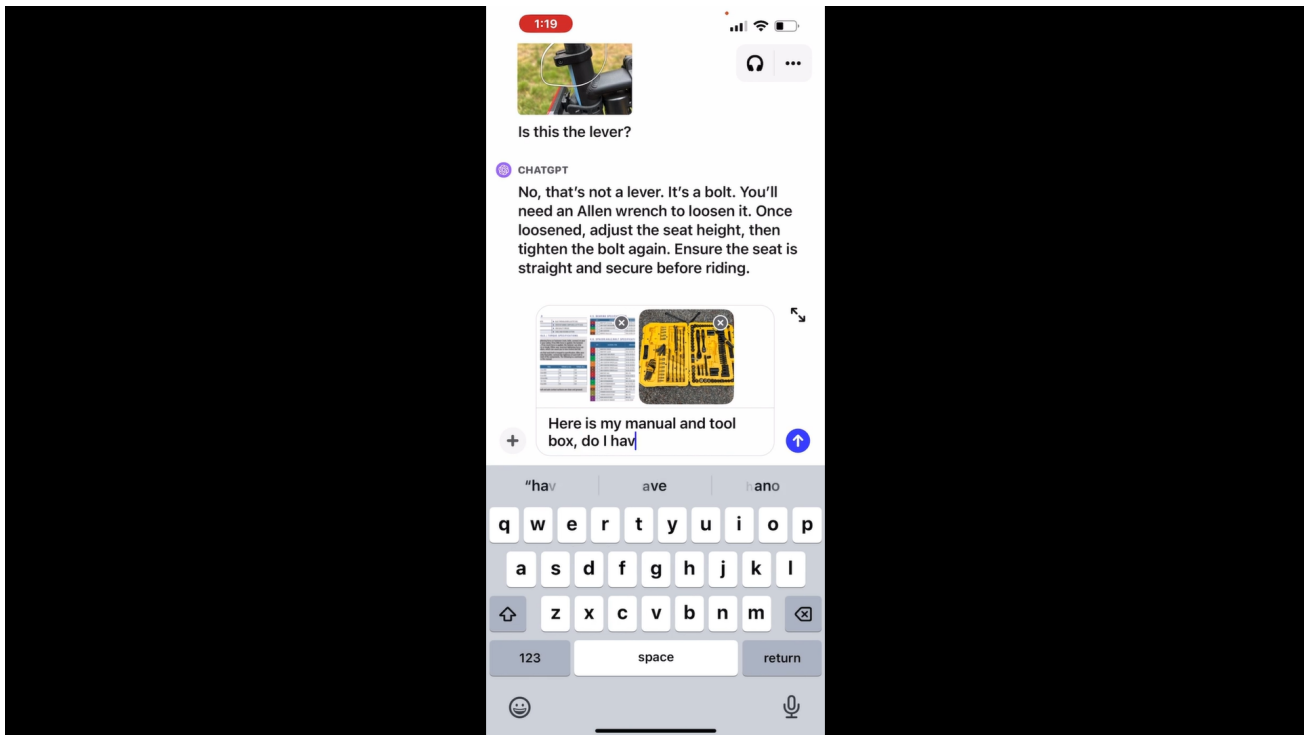 1:19
Is this the lever?
CHATGPT
No, that's not a lever. It's a bolt. You'll
need an Allen wrench to loosen it. Once
loosened, adjust the seat height, then
tighten the bolt again. Ensure the seat is
straight and secure before riding.
Here is my manual and tool
box, do I hav
“hav ave hano
q w e r t y u i o p
a s d f g h j k l
z x c v b n m
123 space return